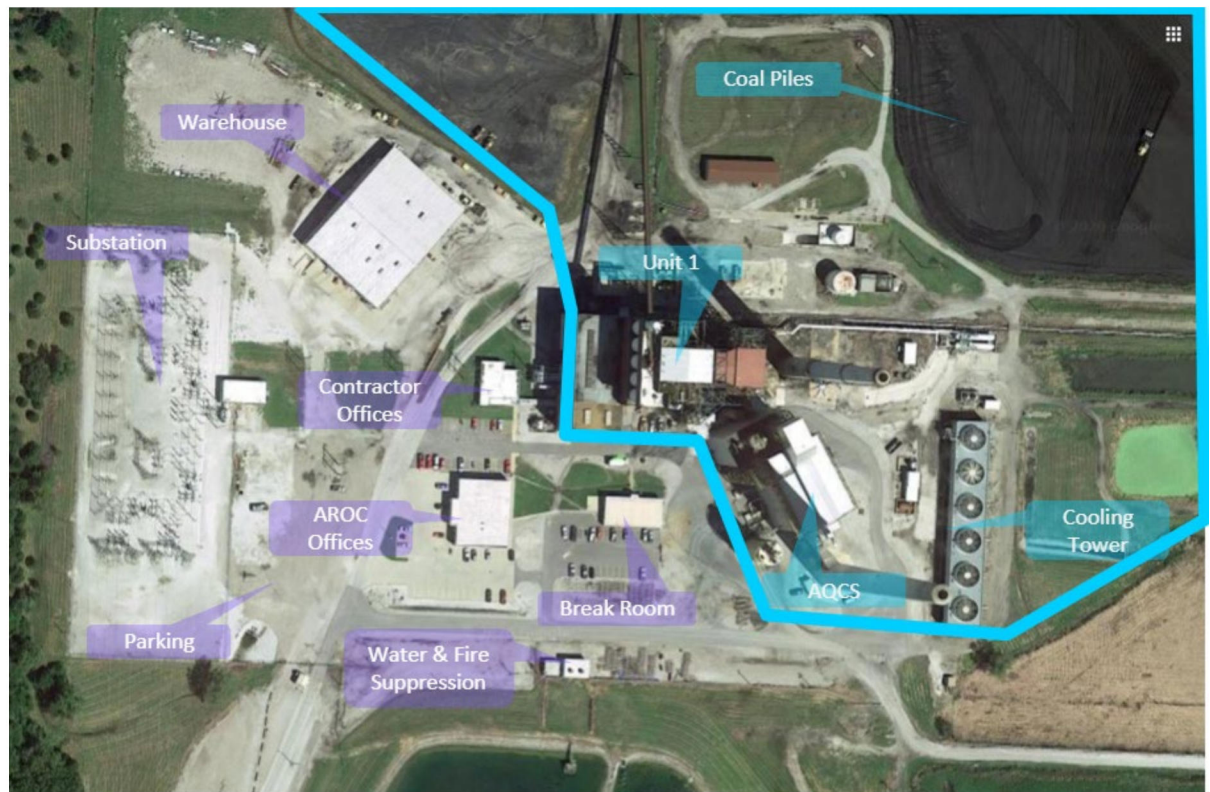 Coal Piles
Warehouse
Substation
Unit 1
Contractor
Offices
AROC
Offices
Cooling
Tower
AQCS
Break Room
Parking
Water & Fire
Suppression